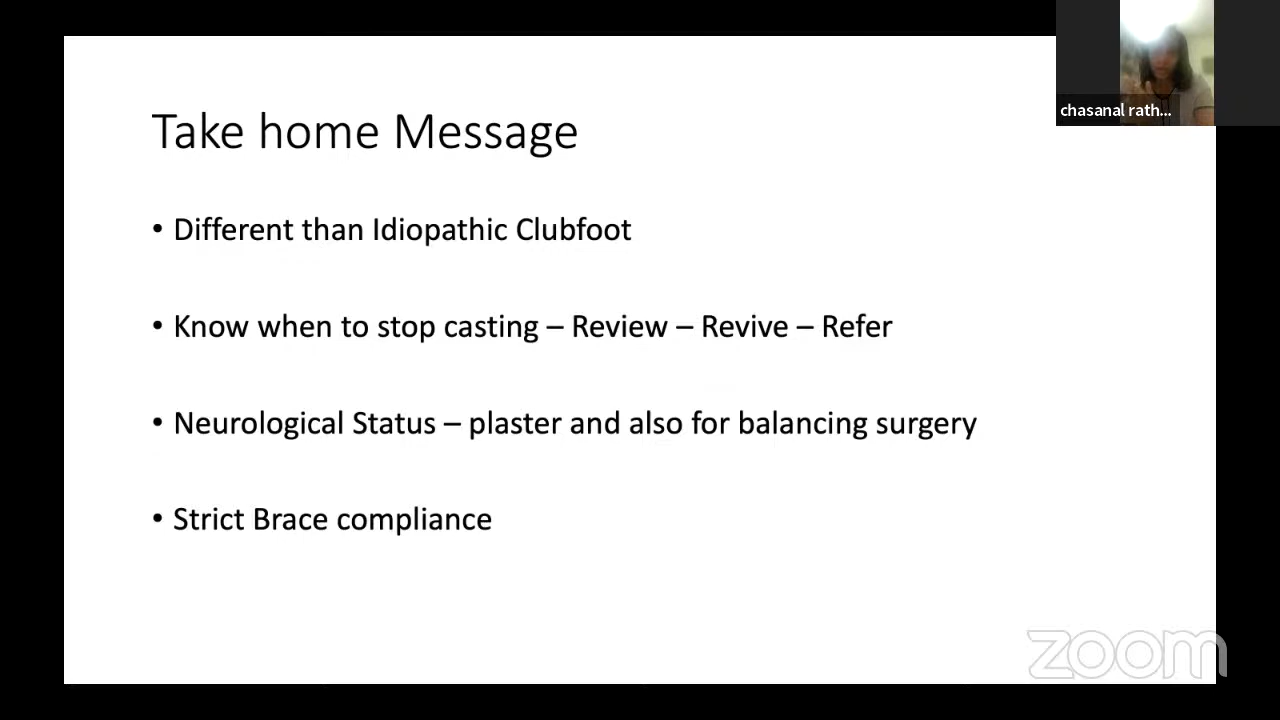 chasanal rath...
Take home Message
• Different than Idiopathic Clubfoot
• Know when to stop casting – Review – Revive – Refer
• Neurological Status – plaster and also for balancing surgery
• Strict Brace compliance
zoom